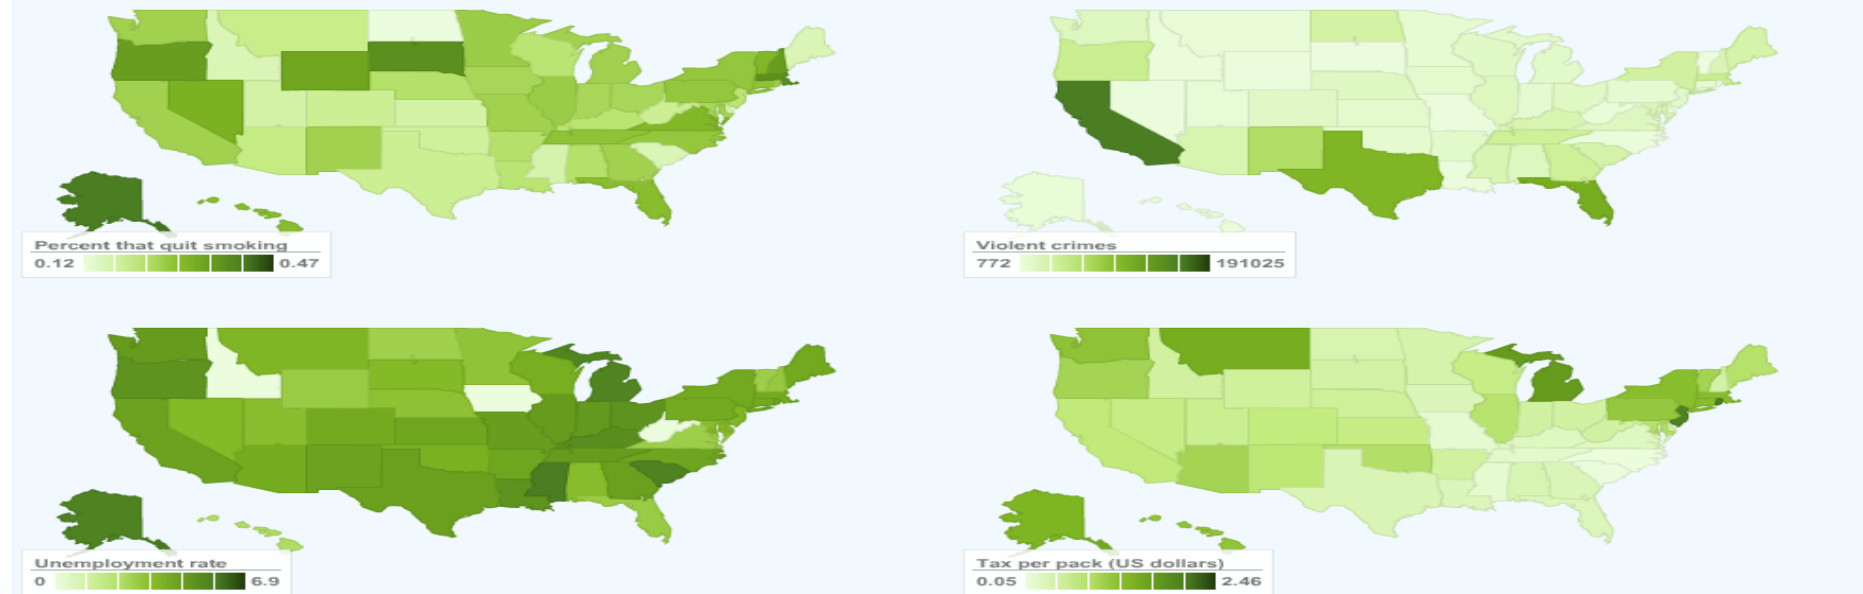 Percent that quit smoking
0.12 0.47
Violent crimes
772 191025
Unemployment rate
0 6.9
Tax per pack (US dollars)
0.05 2.46